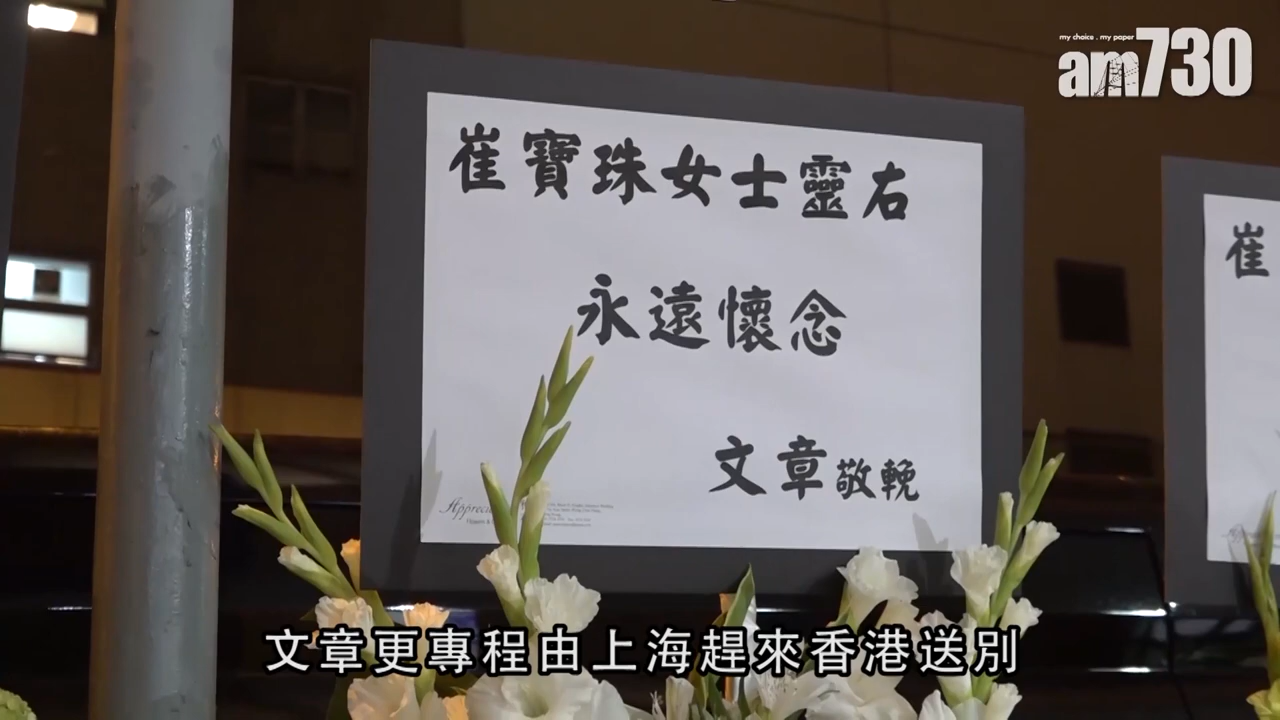 my choice . my paper
am730
崔寶珠女士靈右
崔
永遠懷念
文章敬輓
文章更專程由上海趕來香港送別